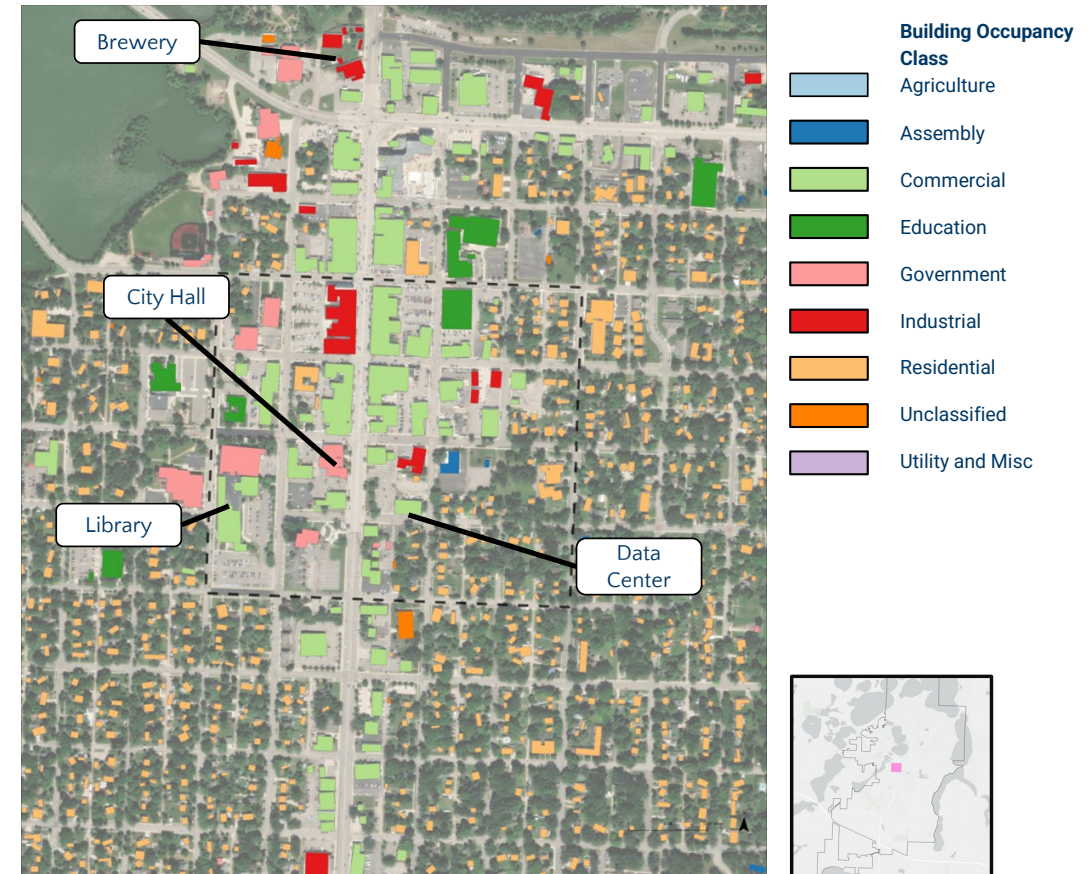 Brewery
City Hall
Library
Data
Center
Building Occupancy
Class
Agriculture
Assembly
Commercial
Education
Government
Industrial
Residential
Unclassified
Utility and Misc